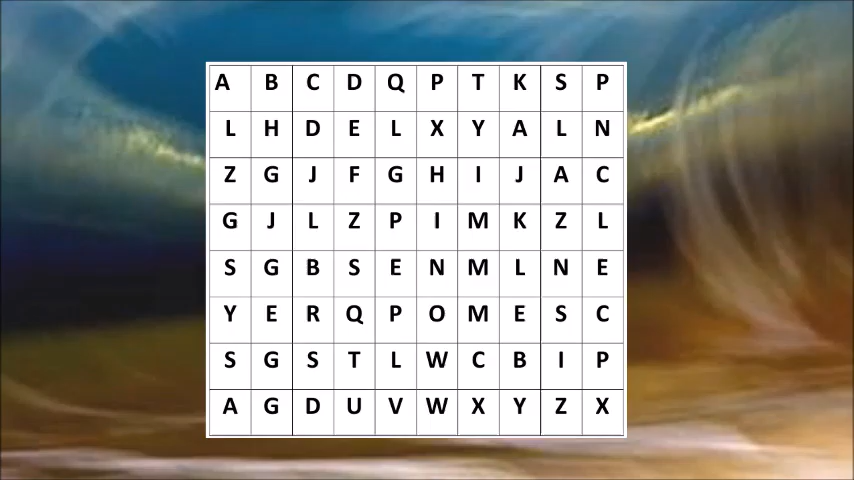 A B C D Q P T K S P
L H D E L X Y A L N
Z G J F G H I J A C
G J L Z P I M K Z L
S G B S E N M L N E
Y E R Q P O M E S C
S G S T L W C B I P
A G D U V W X Y Z X